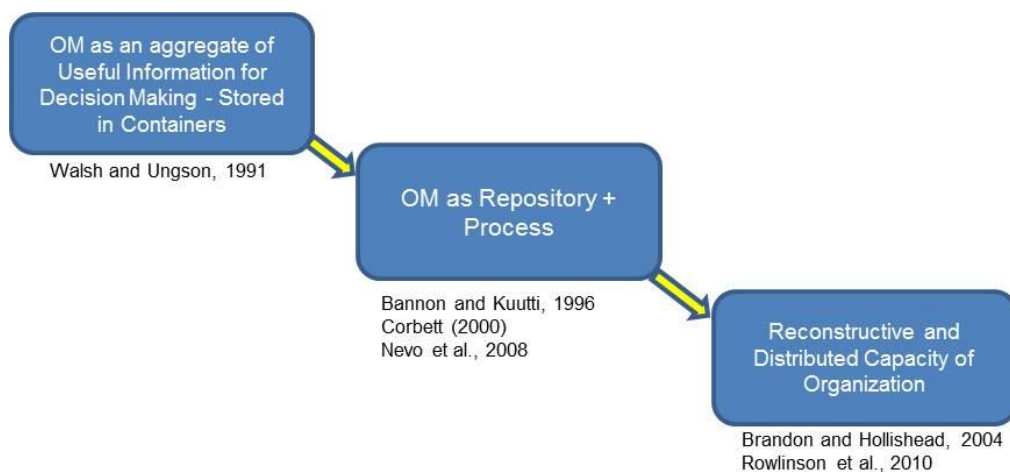 OM as an aggregate of
Useful Information for
Decision Making - Stored
in Containers
Walsh and Ungson, 1991
OM as Repository +
Process
Bannon and Kuutti, 1996
Corbett (2000)
Nevo et al., 2008
Reconstructive and
Distributed Capacity of
Organization
Brandon and Hollishead, 2004
Rowlinson et al., 2010